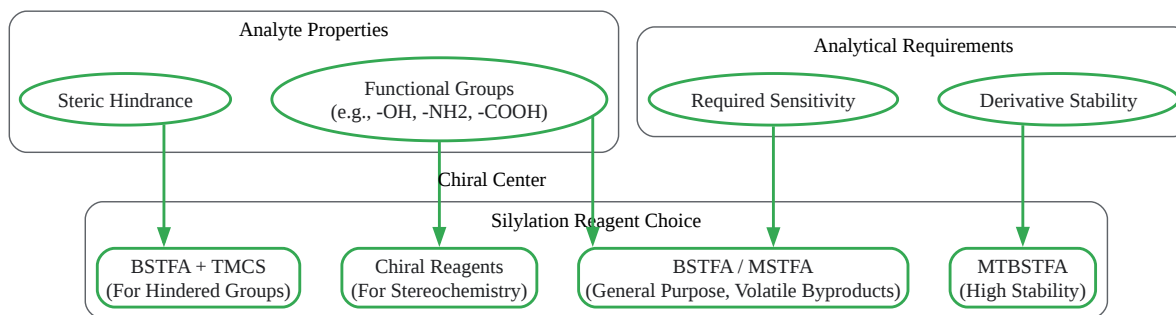 Analyte Properties
Analytical Requirements
Steric Hindrance
Functional Groups
(e.g., -OH, -NH2, -COOH)
Required Sensitivity
Derivative Stability
Chiral Center
Silylation Reagent Choice
BSTFA + TMCS
(For Hindered Groups)
Chiral Reagents
(For Stereochemistry)
BSTFA / MSTFA
(General Purpose, Volatile Byproducts)
MTBSTFA
(High Stability)